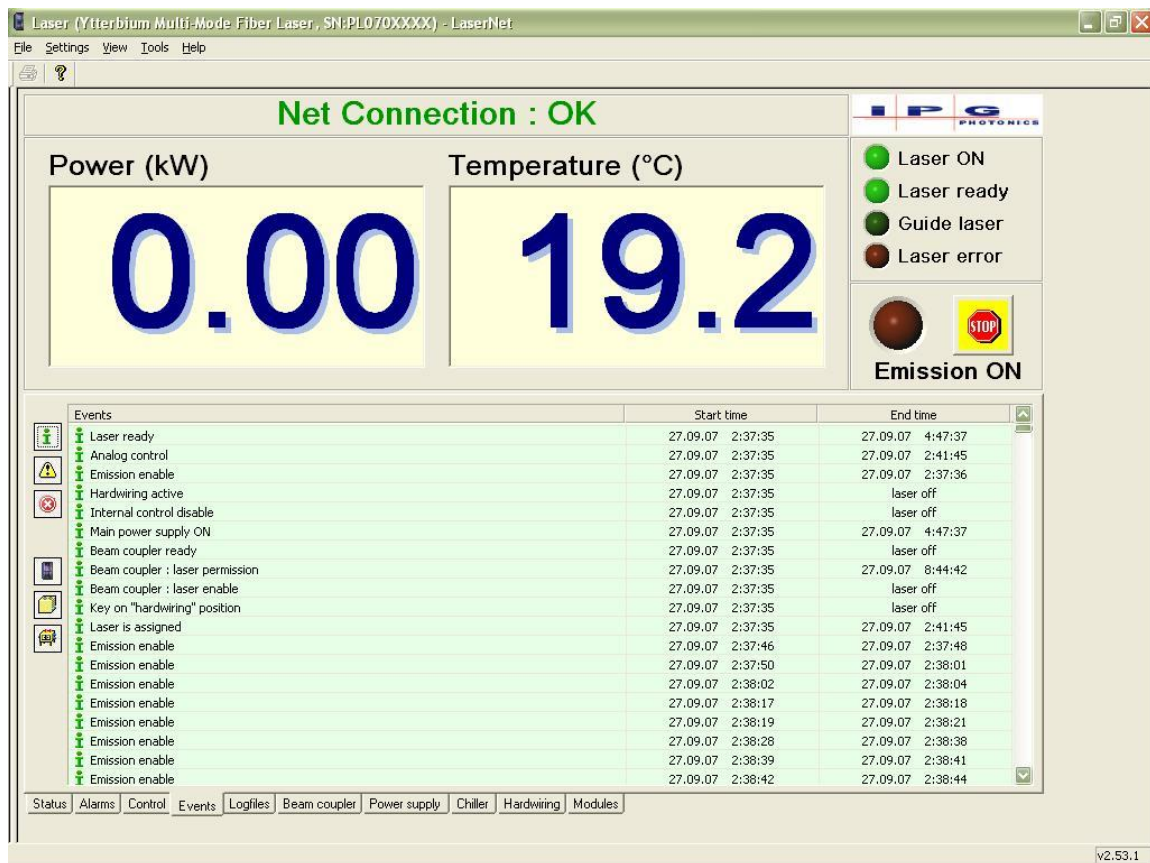 Laser (Ytterbium Multi-Mode Fiber Laser, SN:PL070XXXX) - LaserNet
File Settings View Tools Help
Net Connection : OK
IPG
PHOTONICS
Power (kW) Temperature (°C)
0.00 19.2
Laser ON
Laser ready
Guide laser
Laser error
STOP
Emission ON
Events Start time End time
Laser ready 27.09.07 2:37:35 27.09.07 4:47:37
Analog control 27.09.07 2:37:35 27.09.07 2:41:45
Emission enable 27.09.07 2:37:35 27.09.07 2:37:36
Hardwiring active 27.09.07 2:37:35 laser off
Internal control disable 27.09.07 2:37:35 laser off
Main power supply ON 27.09.07 2:37:35 27.09.07 4:47:37
Beam coupler ready 27.09.07 2:37:35 laser off
Beam coupler : laser permission 27.09.07 2:37:35 27.09.07 8:44:42
Beam coupler : laser enable 27.09.07 2:37:35 laser off
Key on "hardwiring" position 27.09.07 2:37:35 laser off
Laser is assigned 27.09.07 2:37:35 27.09.07 2:41:45
Emission enable 27.09.07 2:37:46 27.09.07 2:37:48
Emission enable 27.09.07 2:37:50 27.09.07 2:38:01
Emission enable 27.09.07 2:38:02 27.09.07 2:38:04
Emission enable 27.09.07 2:38:17 27.09.07 2:38:18
Emission enable 27.09.07 2:38:19 27.09.07 2:38:21
Emission enable 27.09.07 2:38:28 27.09.07 2:38:38
Emission enable 27.09.07 2:38:39 27.09.07 2:38:41
Emission enable 27.09.07 2:38:42 27.09.07 2:38:44
Status Alarms Control Events Logfiles Beam coupler Power supply Chiller Hardwiring Modules
v2.53.1